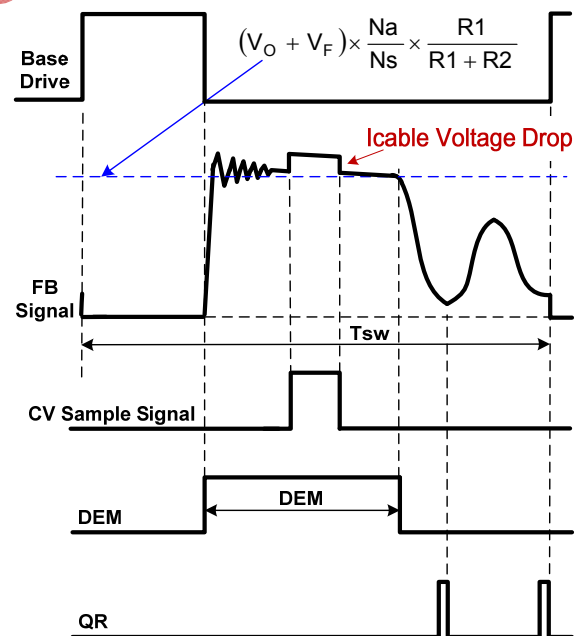 (V_O + V_F) × Na/Ns × R1/(R1 + R2)
Base
Drive
Icable Voltage Drop
FB
Signal
Tsw
CV Sample Signal
DEM
DEM
QR